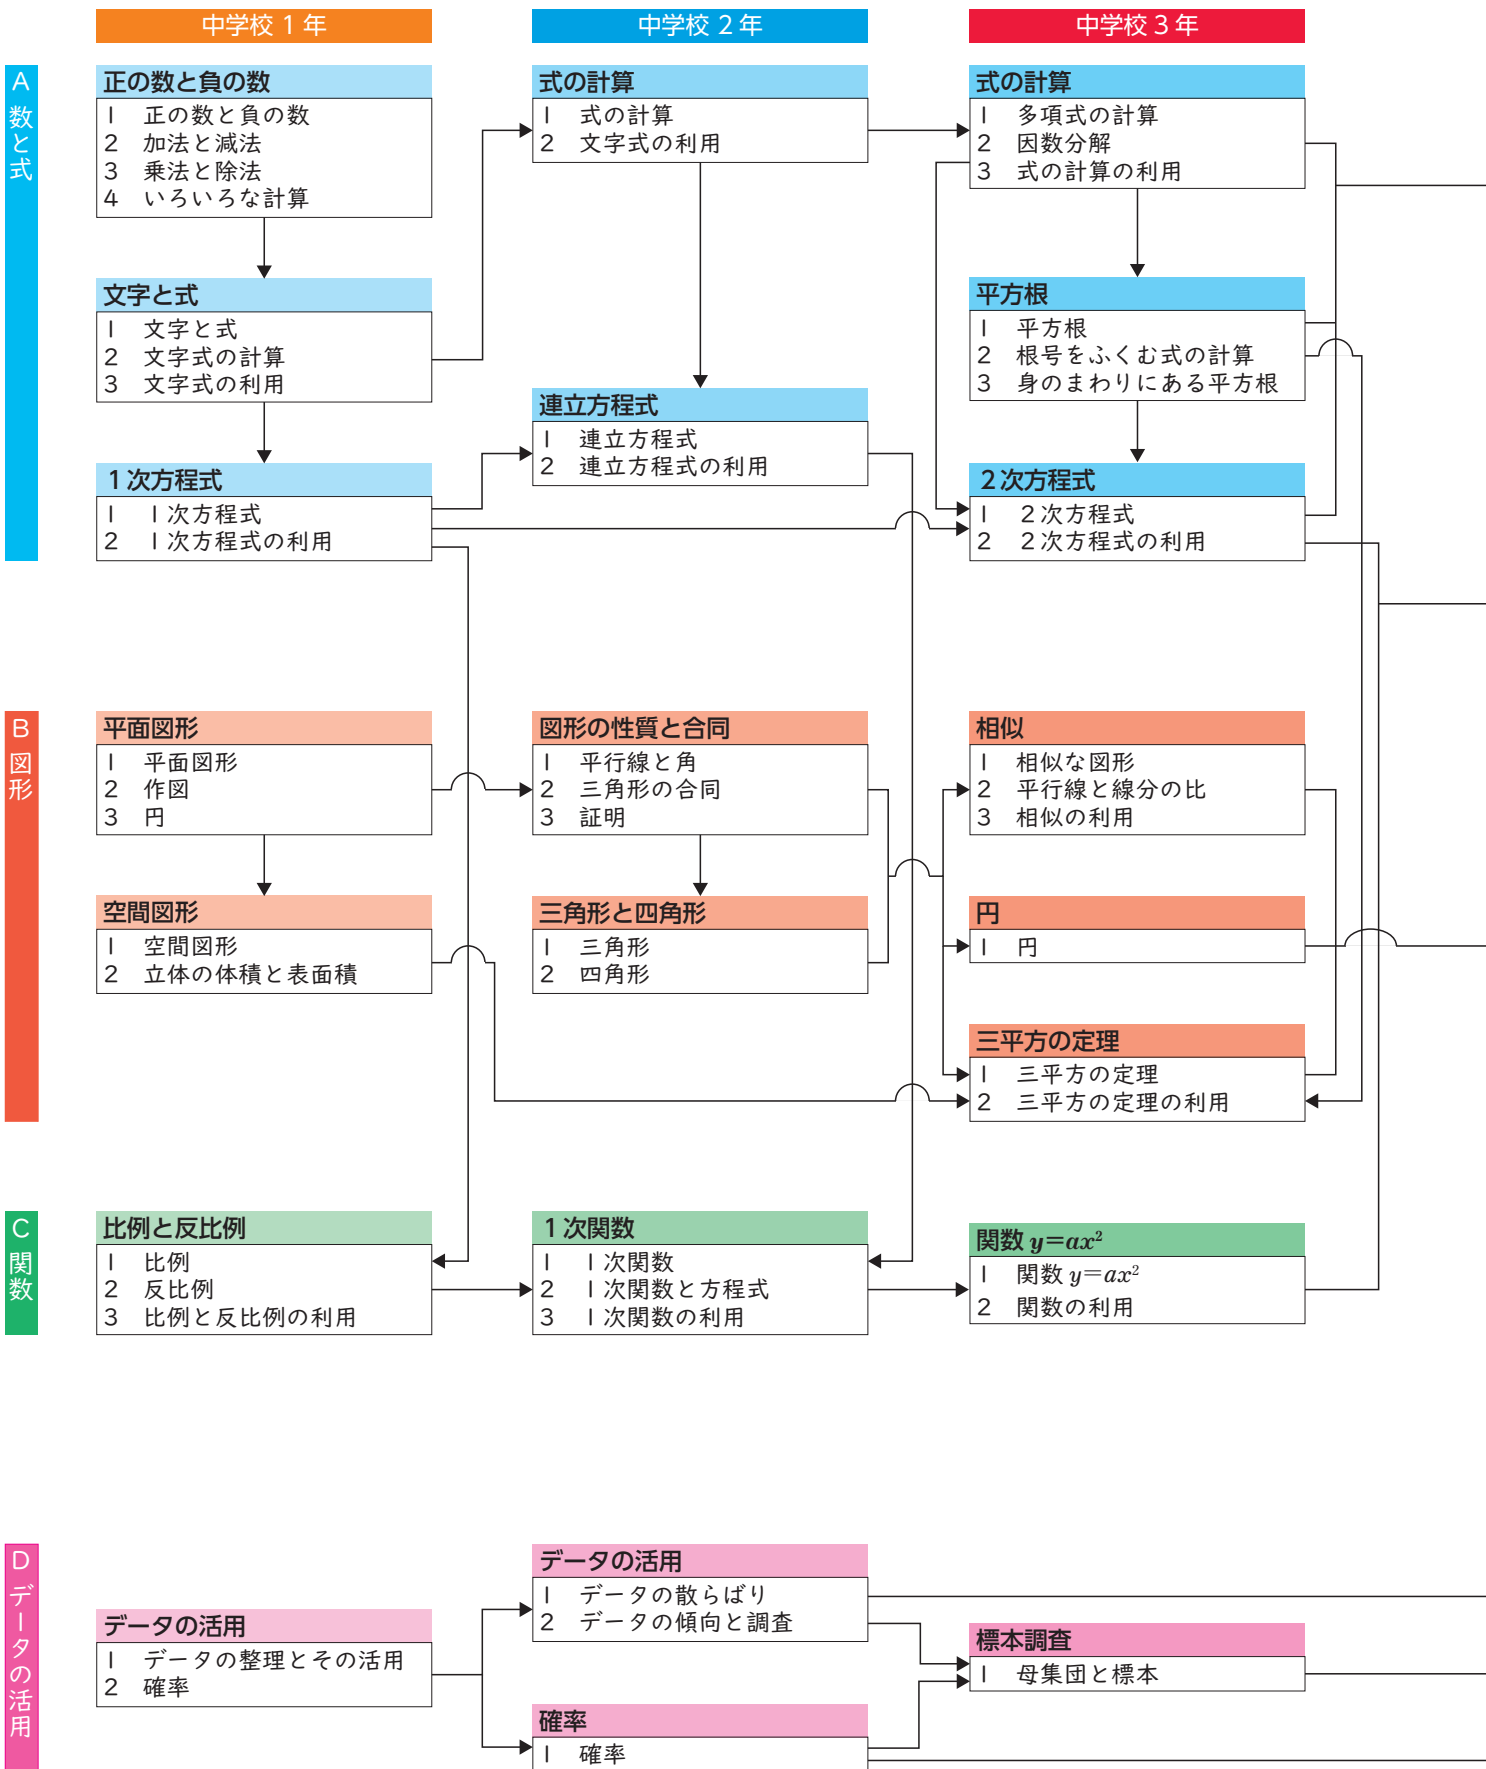 中学校 1 年
中学校 2 年
中学校 3 年
A 数と式
正の数と負の数
1 正の数と負の数
2 加法と減法
3 乗法と除法
4 いろいろな計算
文字と式
1 文字と式
2 文字式の計算
3 文字式の利用
1次方程式
1 1次方程式
2 1次方程式の利用
式の計算
1 式の計算
2 文字式の利用
連立方程式
1 連立方程式
2 連立方程式の利用
式の計算
1 多項式の計算
2 因数分解
3 式の計算の利用
平方根
1 平方根
2 根号をふくむ式の計算
3 身のまわりにある平方根
2次方程式
1 2次方程式
2 2次方程式の利用
B 図形
平面図形
1 平面図形
2 作図
3 円
空間図形
1 空間図形
2 立体の体積と表面積
図形の性質と合同
1 平行線と角
2 三角形の合同
3 証明
三角形と四角形
1 三角形
2 四角形
相似
1 相似な図形
2 平行線と線分の比
3 相似の利用
円
1 円
三平方の定理
1 三平方の定理
2 三平方の定理の利用
C 関数
比例と反比例
1 比例
2 反比例
3 比例と反比例の利用
1次関数
1 1次関数
2 1次関数と方程式
3 1次関数の利用
関数 y=ax²
1 関数 y=ax²
2 関数の利用
D データの活用
データの活用
1 データの整理とその活用
2 確率
データの活用
1 データの散らばり
2 データの傾向と調査
確率
1 確率
標本調査
1 母集団と標本